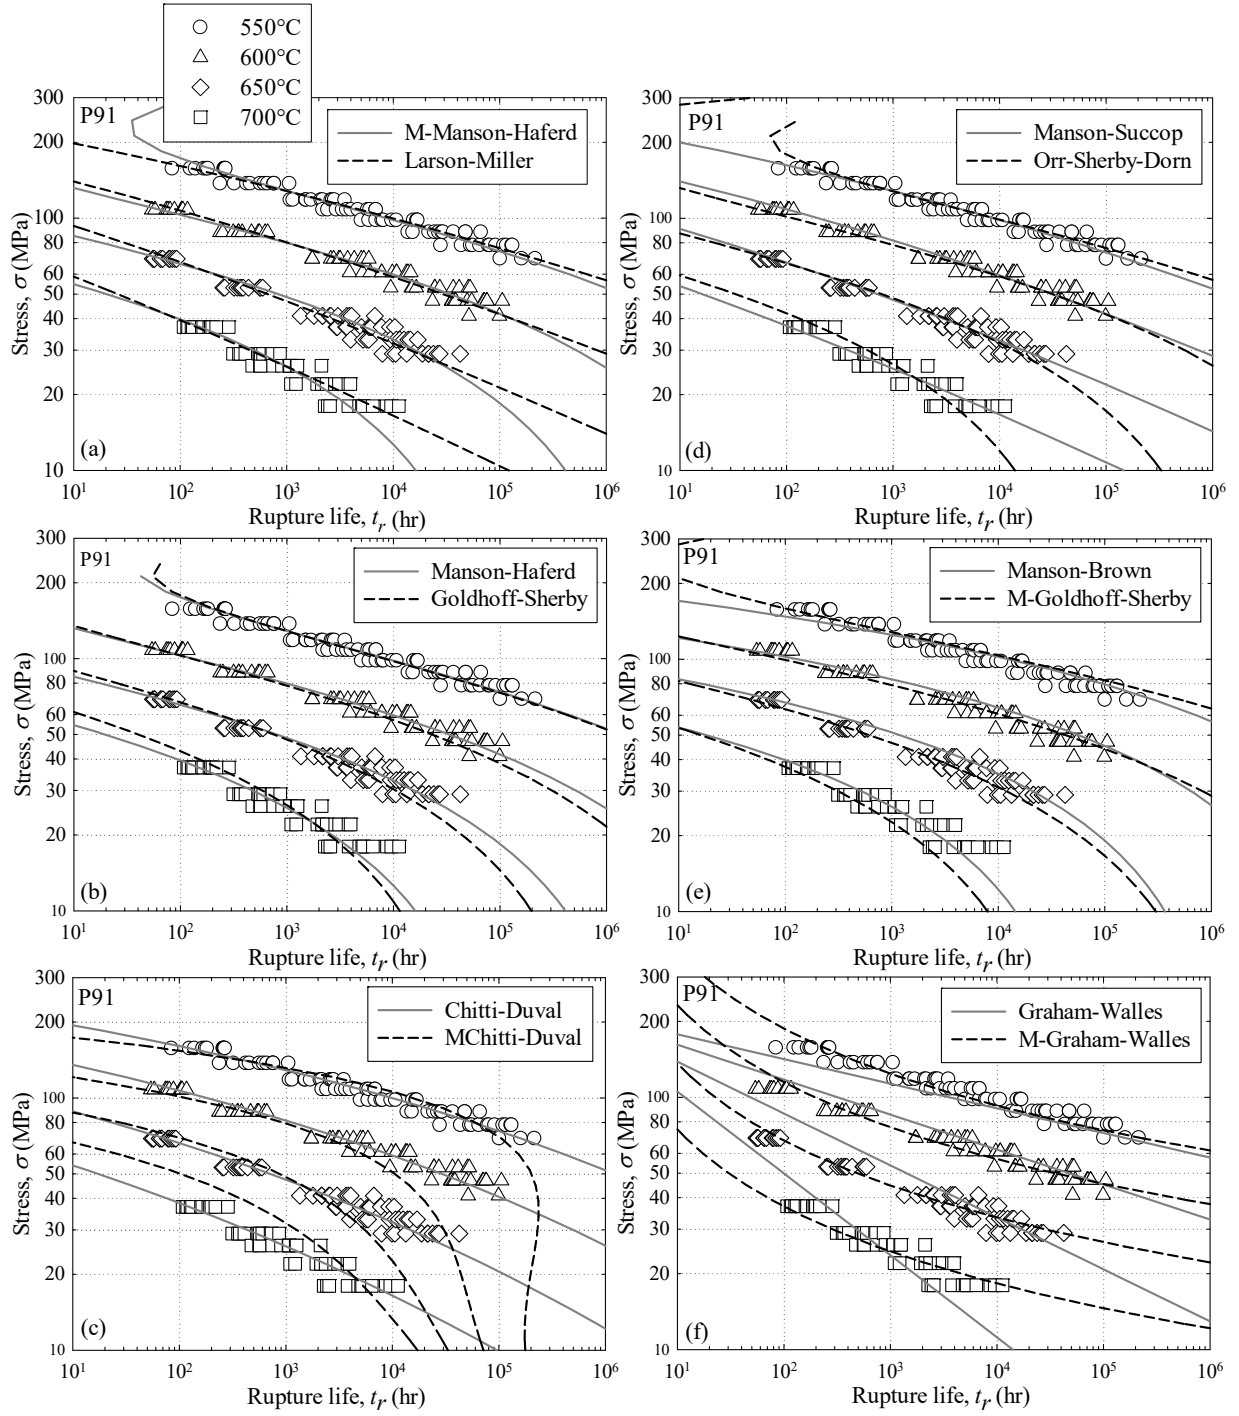 550°C
600°C
650°C
700°C
P91
M-Manson-Haferd
Larson-Miller
300
200
100
80
60
50
40
30
20
10
Stress, σ (MPa)
(a)
10¹ 10² 10³ 10⁴ 10⁵ 10⁶
Rupture life, tᵣ (hr)
P91
Manson-Succop
Orr-Sherby-Dorn
300
200
100
80
60
50
40
30
20
10
Stress, σ (MPa)
(d)
10¹ 10² 10³ 10⁴ 10⁵ 10⁶
Rupture life, tᵣ (hr)
P91
Manson-Haferd
Goldhoff-Sherby
300
200
100
80
60
50
40
30
20
10
Stress, σ (MPa)
(b)
10¹ 10² 10³ 10⁴ 10⁵ 10⁶
Rupture life, tᵣ (hr)
P91
Manson-Brown
M-Goldhoff-Sherby
300
200
100
80
60
50
40
30
20
10
Stress, σ (MPa)
(e)
10¹ 10² 10³ 10⁴ 10⁵ 10⁶
Rupture life, tᵣ (hr)
P91
Chitti-Duval
MChitti-Duval
300
200
100
80
60
50
40
30
20
10
Stress, σ (MPa)
(c)
10¹ 10² 10³ 10⁴ 10⁵ 10⁶
Rupture life, tᵣ (hr)
P91
Graham-Walles
M-Graham-Walles
300
200
100
80
60
50
40
30
20
10
Stress, σ (MPa)
(f)
10¹ 10² 10³ 10⁴ 10⁵ 10⁶
Rupture life, tᵣ (hr)